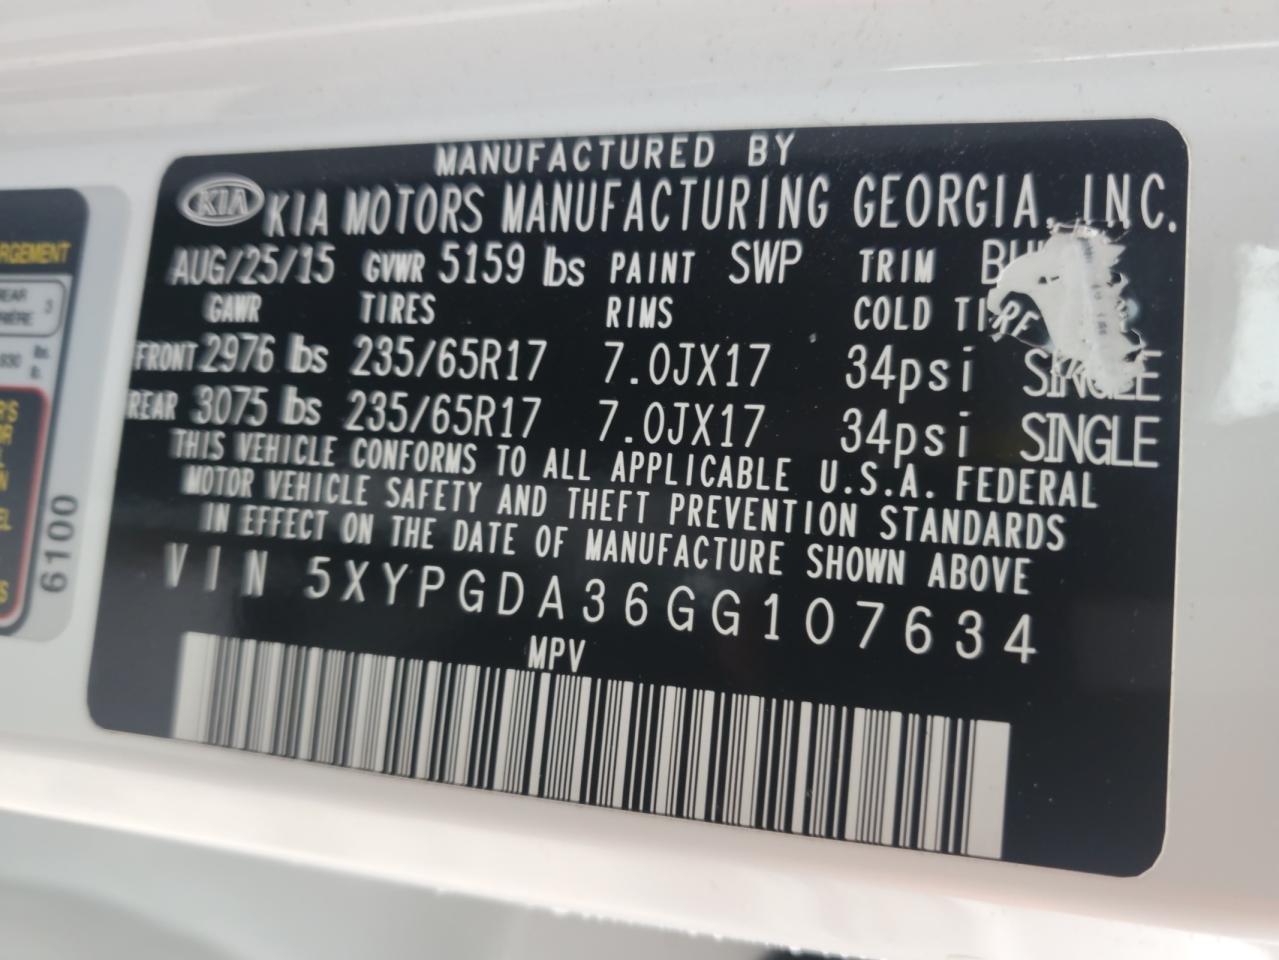 MANUFACTURED BY
KIA KIA MOTORS MANUFACTURING GEORGIA, INC.
AUG/25/15 GVWR 5159 lbs PAINT SWP TRIM
GAWR TIRES RIMS COLD TIRE
FRONT 2976 lbs 235/65R17 7.0JX17 34psi SINGLE
REAR 3075 lbs 235/65R17 7.0JX17 34psi SINGLE
THIS VEHICLE CONFORMS TO ALL APPLICABLE U.S.A. FEDERAL
MOTOR VEHICLE SAFETY AND THEFT PREVENTION STANDARDS
IN EFFECT ON THE DATE OF MANUFACTURE SHOWN ABOVE
VIN 5XYPGDA36GG107634
MPV
6100